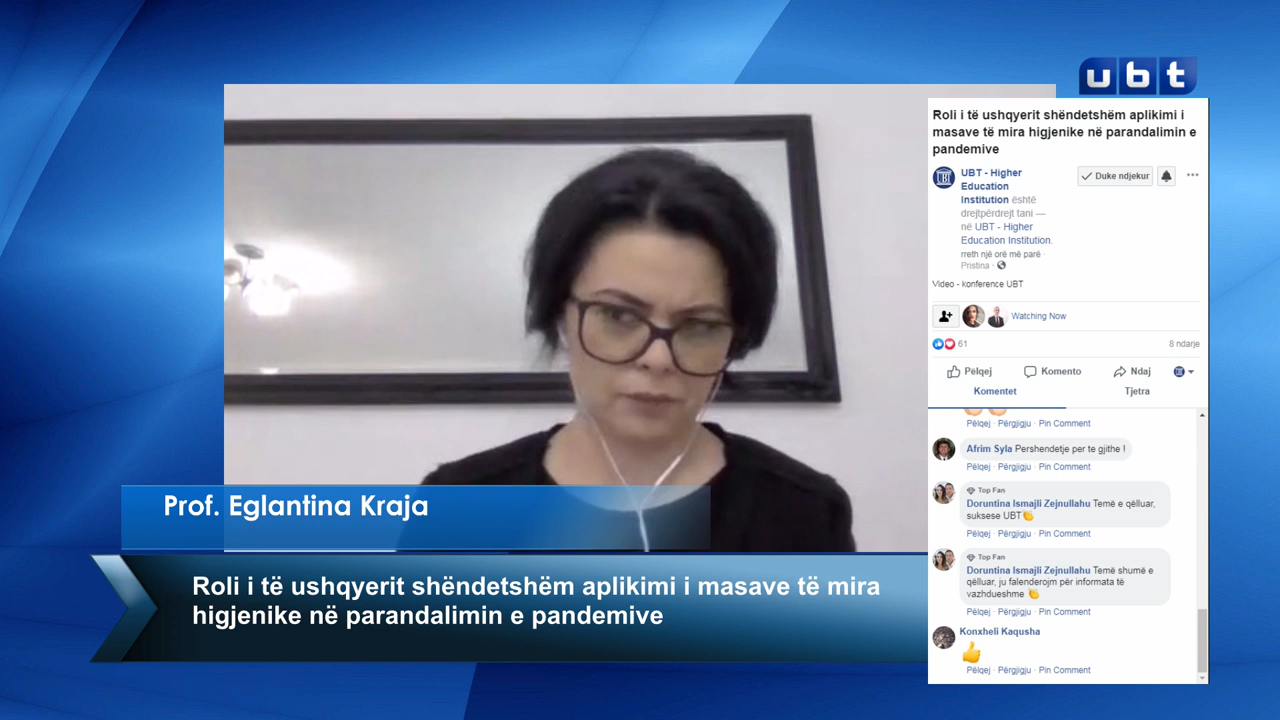 ubt
Roli i të ushqyerit shëndetshëm aplikimi i
masave të mira higjenike në parandalimin e
pandemive
UBT - Higher
Education
Institution është
drejtpërdrejt tani —
në UBT - Higher
Education Institution.
rreth një orë më parë ·
Pristina ·
Duke ndjekur
Video - konference UBT
Watching Now
61
8 ndarje
Pëlqej
Komento
Ndaj
Komentet
Tjetra
Pëlqej · Përgjigju · Pin Comment
Afrim Syla Pershendetje per te gjithe !
Pëlqej · Përgjigju · Pin Comment
Top Fan
Doruntina Ismajli Zejnullahu Temë e qëlluar,
suksese UBT👏
Pëlqej · Përgjigju · Pin Comment
Top Fan
Doruntina Ismajli Zejnullahu Temë shumë e
qëlluar, ju falenderojm për informata të
vazhdueshme 👏
Pëlqej · Përgjigju · Pin Comment
Konxheli Kaqusha
👍
Pëlqej · Përgjigju · Pin Comment
Prof. Eglantina Kraja
Roli i të ushqyerit shëndetshëm aplikimi i masave të mira
higjenike në parandalimin e pandemive